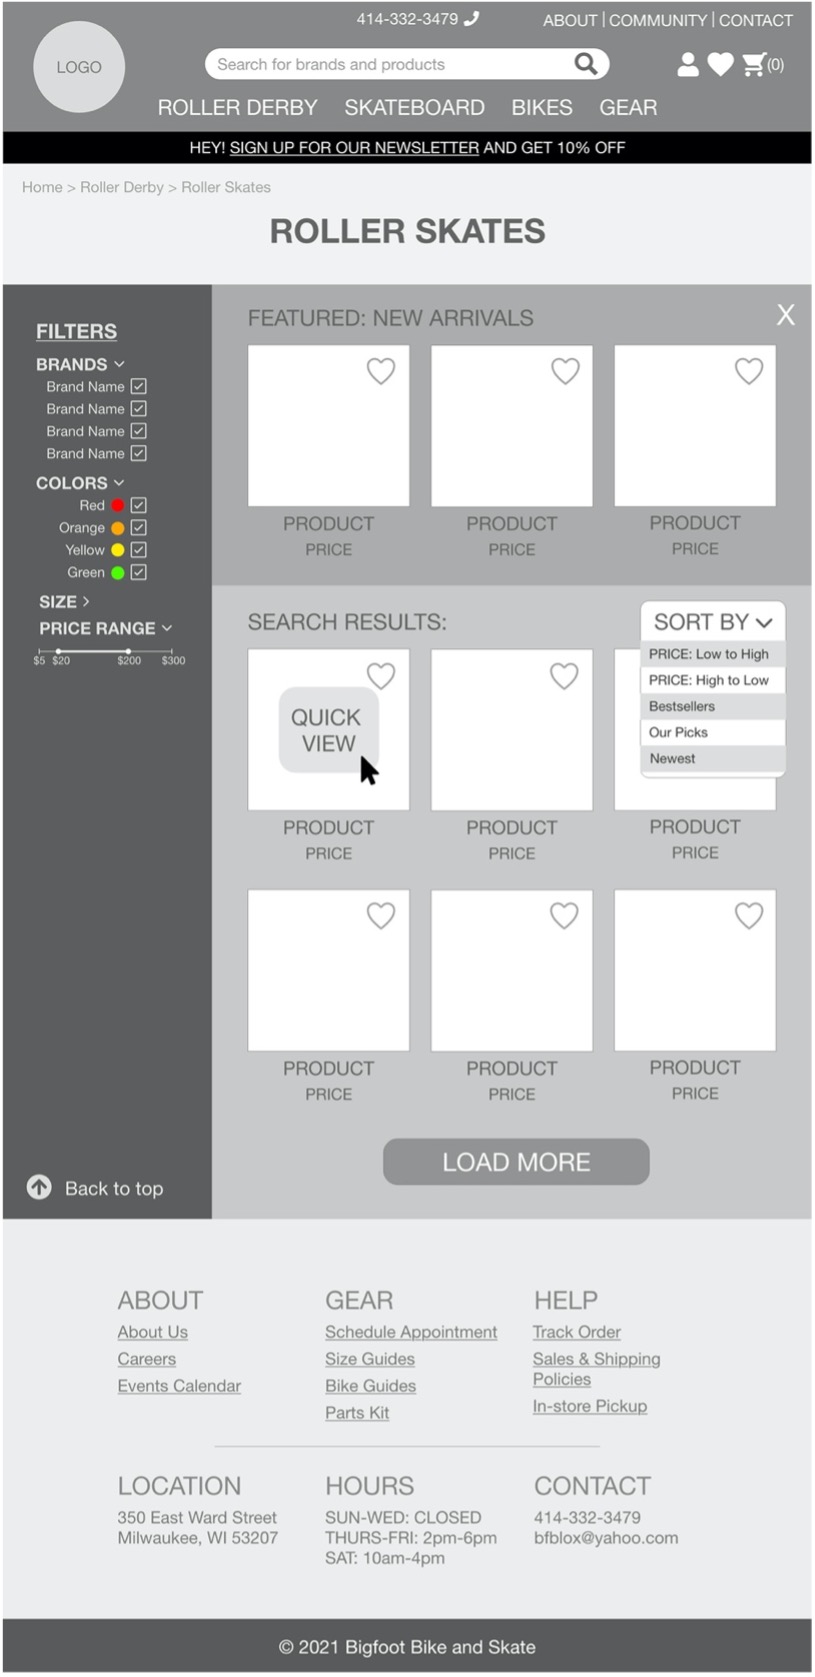 414-332-3479
ABOUT | COMMUNITY | CONTACT
LOGO
Search for brands and products
(0)
ROLLER DERBY SKATEBOARD BIKES GEAR
HEY! SIGN UP FOR OUR NEWSLETTER AND GET 10% OFF
Home > Roller Derby > Roller Skates
ROLLER SKATES
FILTERS
BRANDS
Brand Name
Brand Name
Brand Name
Brand Name
COLORS
Red
Orange
Yellow
Green
SIZE >
PRICE RANGE
$5 $20 $200 $300
Back to top
FEATURED: NEW ARRIVALS X
PRODUCT PRODUCT PRODUCT
PRICE PRICE PRICE
SEARCH RESULTS:
SORT BY
PRICE: Low to High
PRICE: High to Low
Bestsellers
Our Picks
Newest
QUICK
VIEW
PRODUCT PRODUCT PRODUCT
PRICE PRICE PRICE
PRODUCT PRODUCT PRODUCT
PRICE PRICE PRICE
LOAD MORE
ABOUT
About Us
Careers
Events Calendar
GEAR
Schedule Appointment
Size Guides
Bike Guides
Parts Kit
HELP
Track Order
Sales & Shipping
Policies
In-store Pickup
LOCATION
350 East Ward Street
Milwaukee, WI 53207
HOURS
SUN-WED: CLOSED
THURS-FRI: 2pm-6pm
SAT: 10am-4pm
CONTACT
414-332-3479
bfblox@yahoo.com
© 2021 Bigfoot Bike and Skate